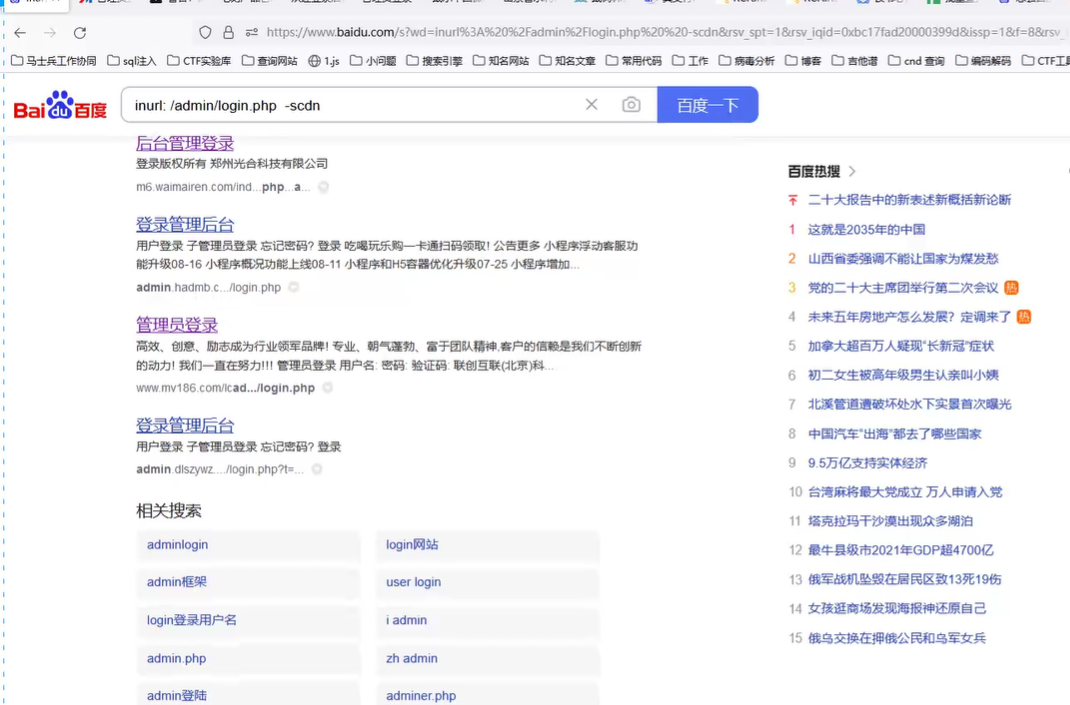 https://www.baidu.com/s?wd=inurl%3A%20%2Fadmin%2Flogin.php%20%20-scdn&rsv_spt=1&rsv_iqid=0xbc17fad20000399d&issp=1&f=8&rsv_
马士兵工作协同 sql注入 CTF实验库 查询网站 1.js 小问题 搜索引擎 知名网站 知名文章 常用代码 工作 病毒分析 博客 吉他谱 cnd 查询 编码解码 CTF工具
Bai du 百度 inurl: /admin/login.php -scdn 百度一下
后台管理登录
登录版权所有 郑州光合科技有限公司
m6.waimairen.com/ind...php...a...
登录管理后台
用户登录 子管理员登录 忘记密码? 登录 吃喝玩乐购一卡通扫码领取! 公告更多 小程序浮动客服功
能升级08-16 小程序概况功能上线08-11 小程序和H5容器优化升级07-25 小程序增加...
admin.hadmb.c.../login.php
管理员登录
高效、创意、励志成为行业领军品牌! 专业、朝气蓬勃、富于团队精神,客户的信赖是我们不断创新
的动力! 我们一直在努力!!! 管理员登录 用户名: 密码: 验证码: 联创互联(北京)科...
www.mv186.com/lcad.../login.php
登录管理后台
用户登录 子管理员登录 忘记密码? 登录
admin.dlszywz..../login.php?t=...
相关搜索
adminlogin login网站
admin框架 user login
login登录用户名 i admin
admin.php zh admin
admin登陆 adminer.php
百度热搜
二十大报告中的新表述新概括新论断
1 这就是2035年的中国
2 山西省委强调不能让国家为煤发愁
3 党的二十大主席团举行第二次会议 热
4 未来五年房地产怎么发展? 定调来了 热
5 加拿大超百万人疑现“长新冠”症状
6 初二女生被高年级男生认亲叫小姨
7 北溪管道遭破坏处水下实景首次曝光
8 中国汽车“出海”都去了哪些国家
9 9.5万亿支持实体经济
10 台湾麻将最大党成立 万人申请入党
11 塔克拉玛干沙漠出现众多湖泊
12 最牛县级市2021年GDP超4700亿
13 俄军战机坠毁在居民区致13死19伤
14 女孩逛商场发现海报神还原自己
15 俄乌交换在押俄公民和乌军女兵